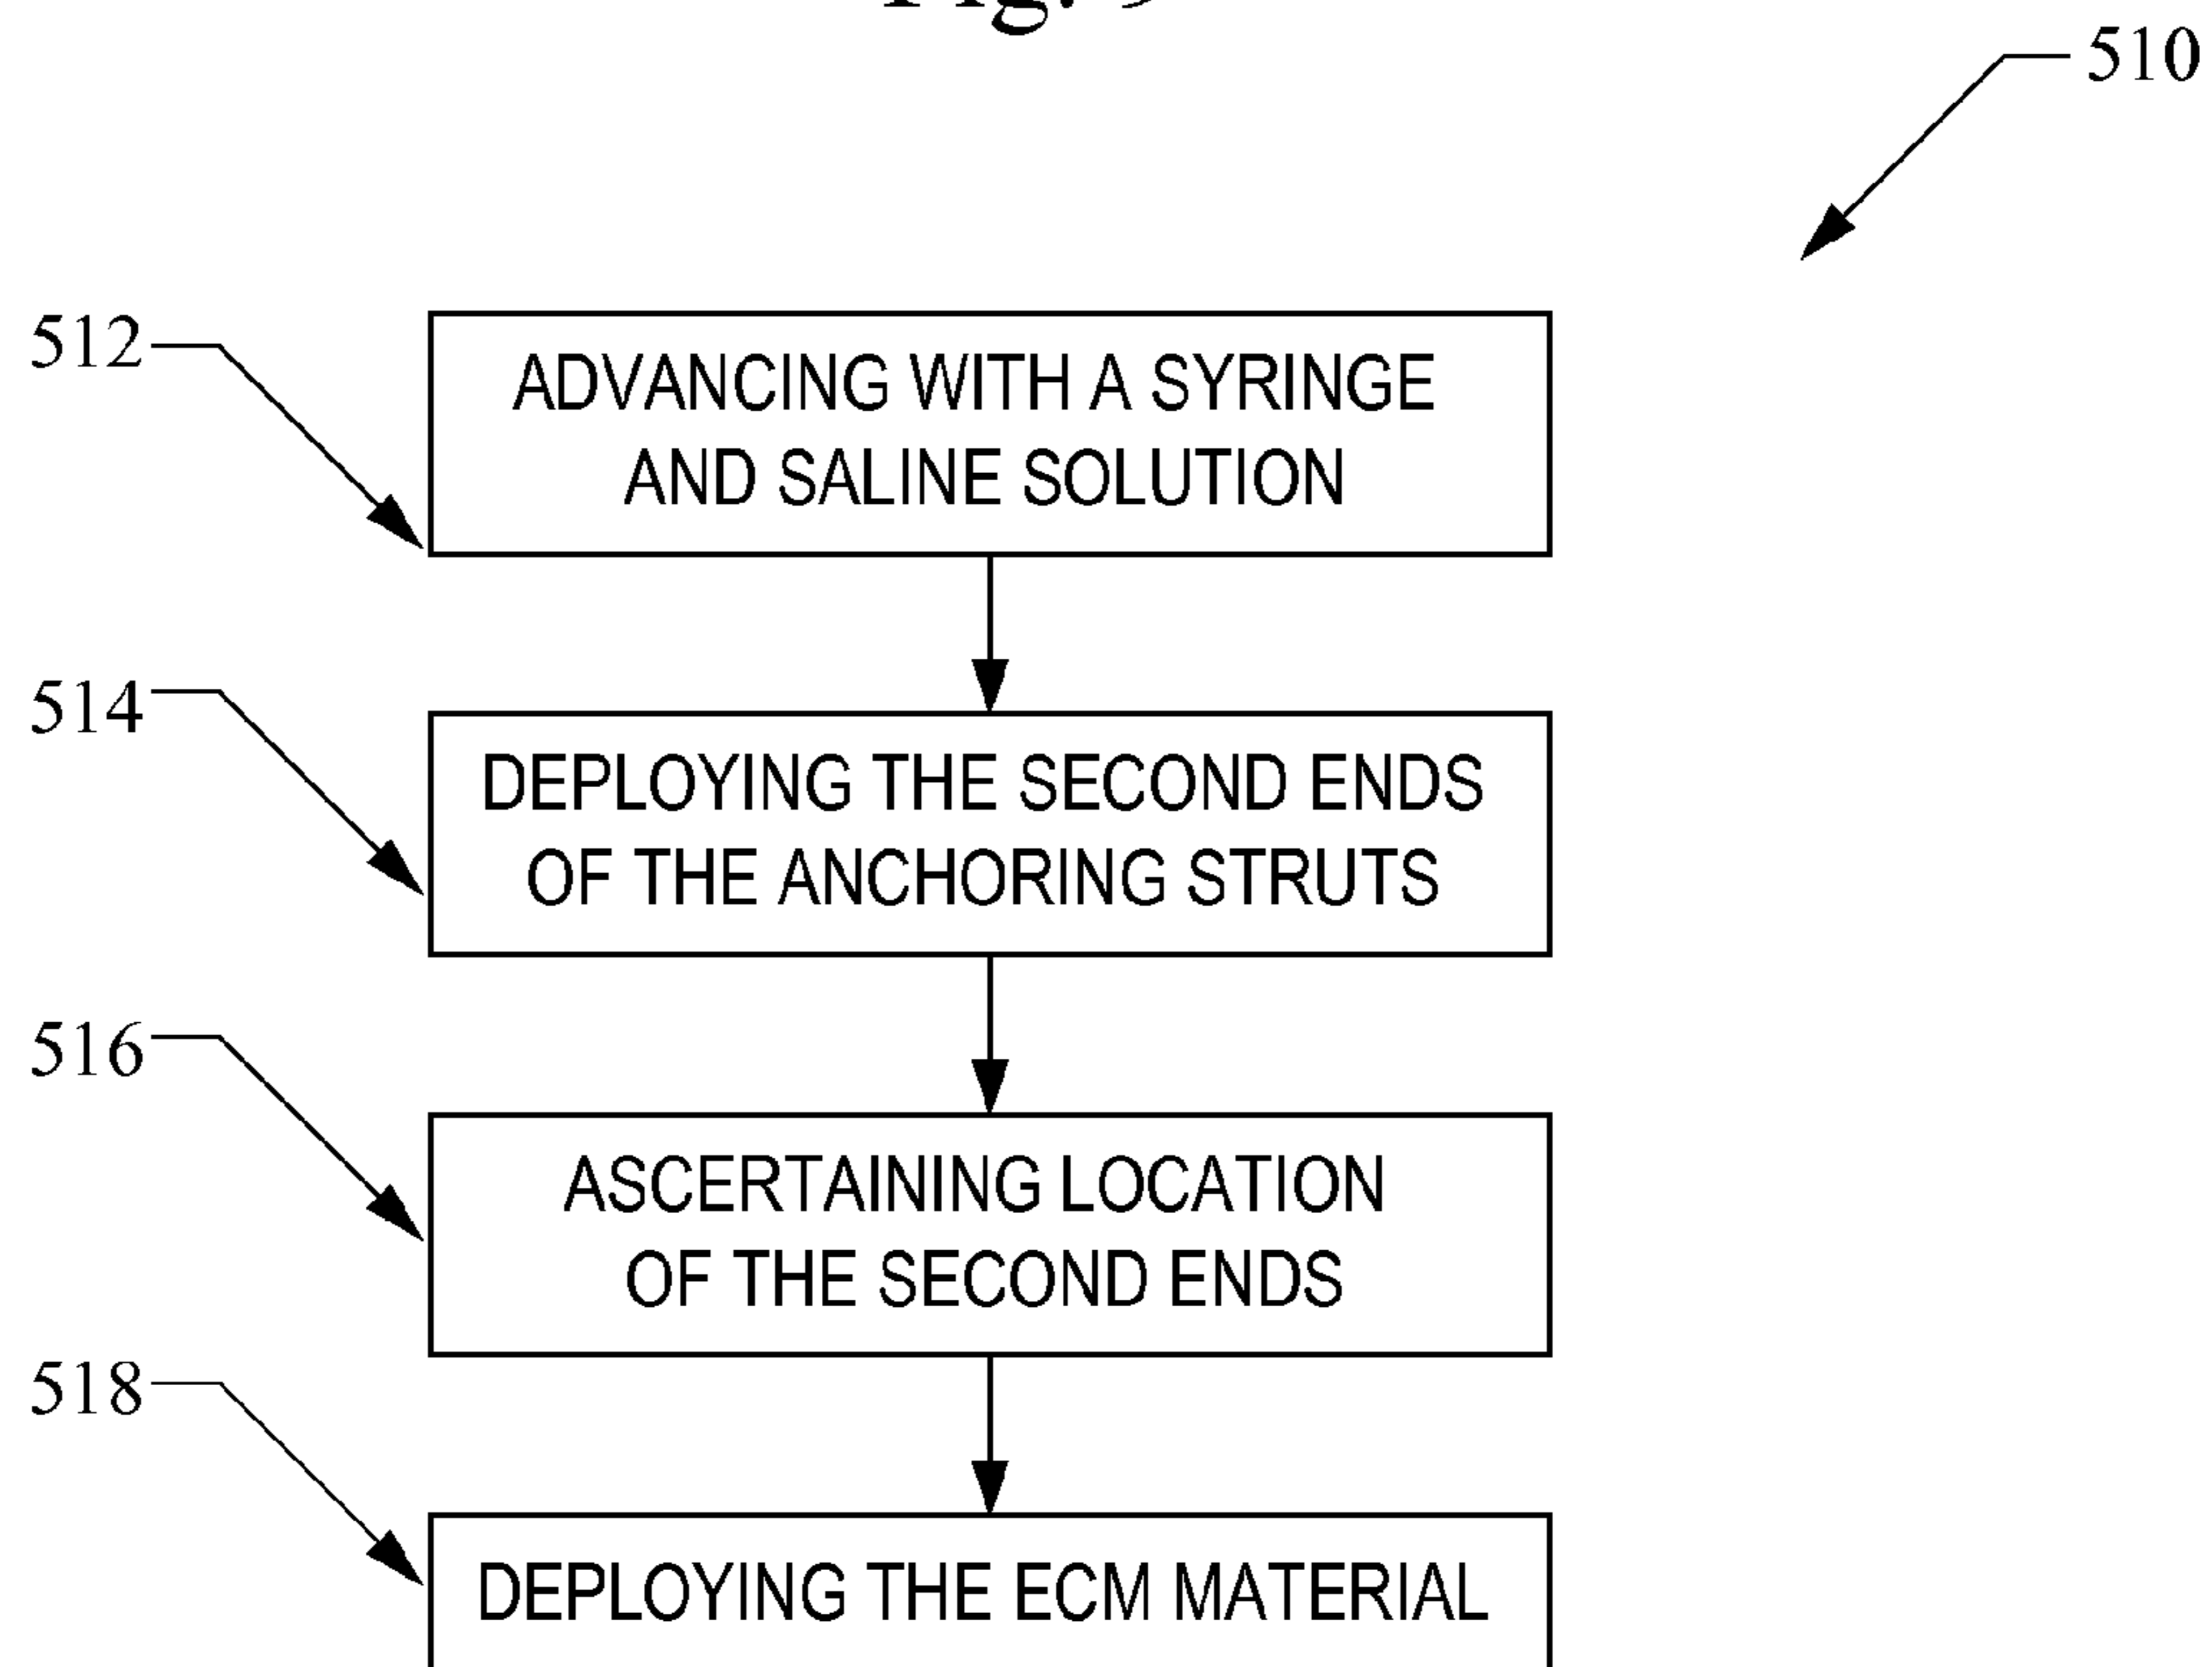 510
512
ADVANCING WITH A SYRINGE
AND SALINE SOLUTION
514
DEPLOYING THE SECOND ENDS
OF THE ANCHORING STRUTS
516
ASCERTAINING LOCATION
OF THE SECOND ENDS
518
DEPLOYING THE ECM MATERIAL